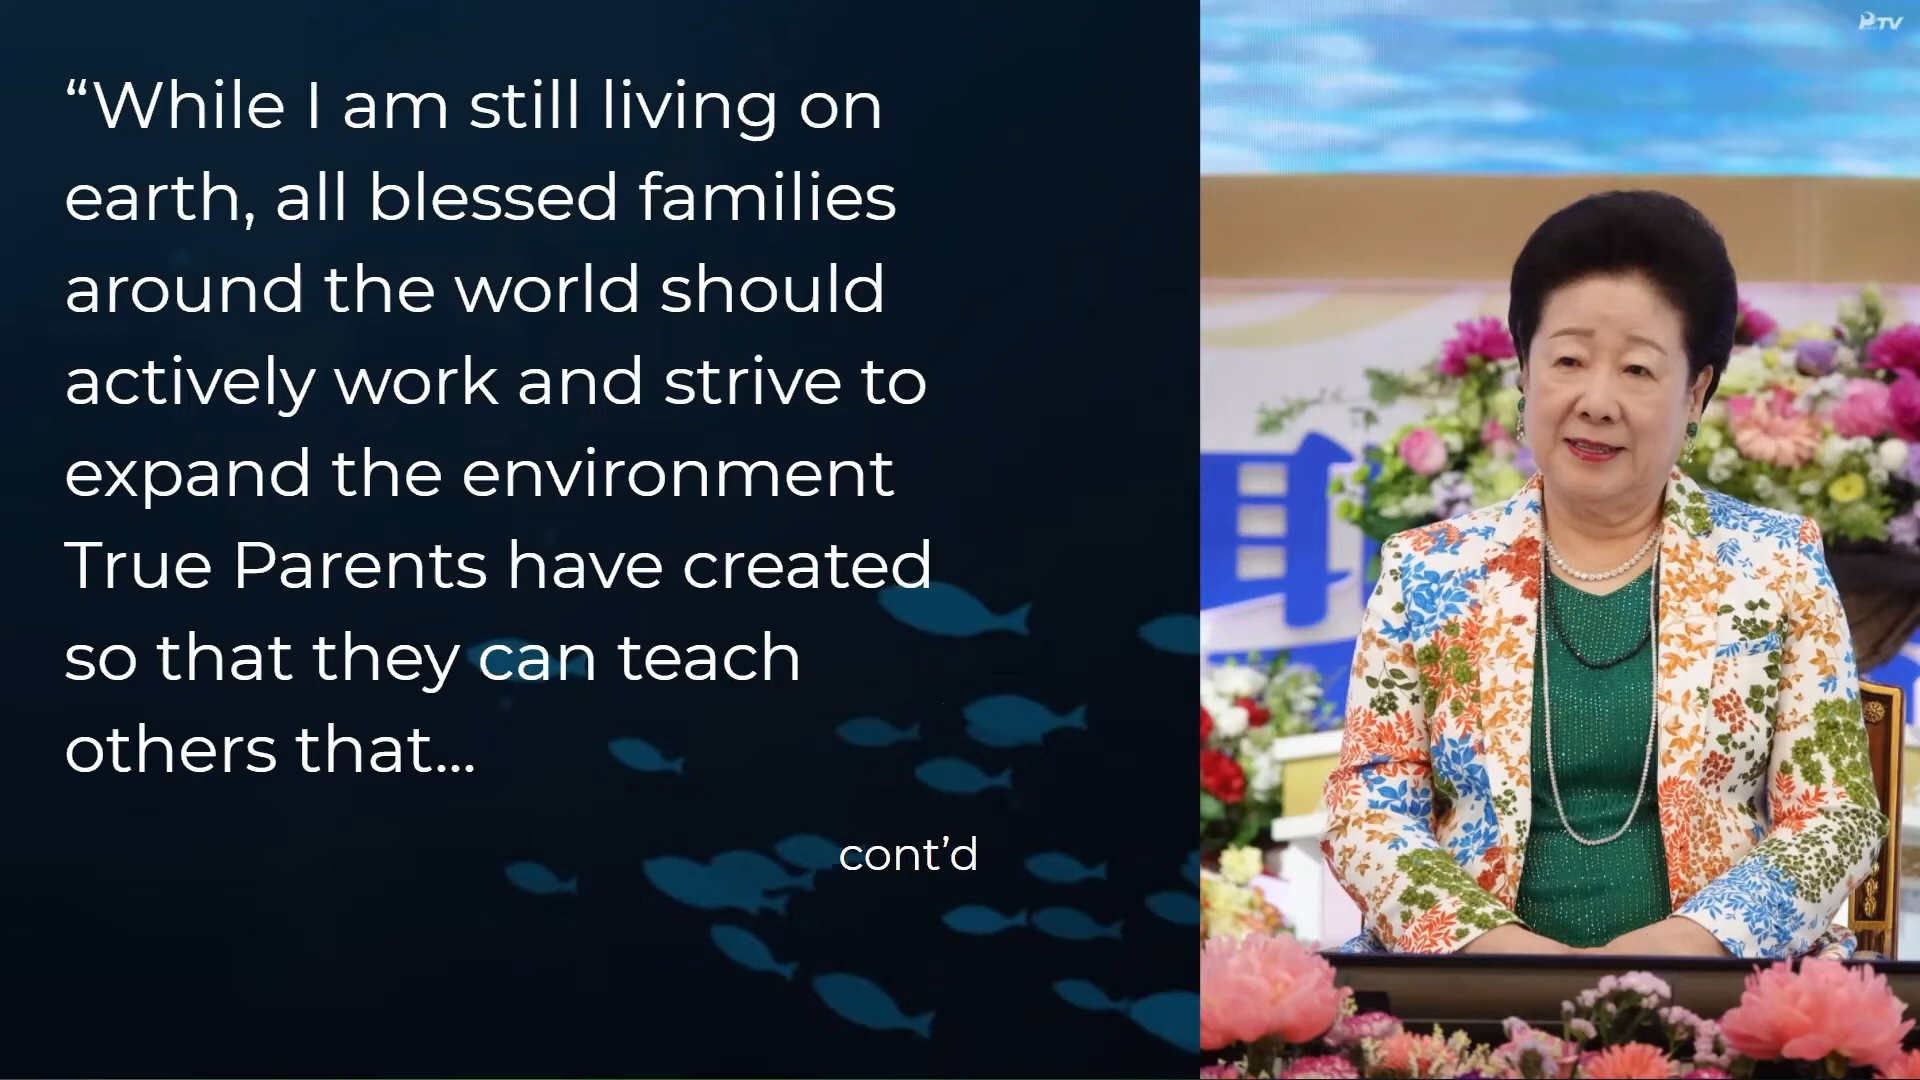 “While I am still living on
earth, all blessed families
around the world should
actively work and strive to
expand the environment
True Parents have created
so that they can teach
others that...
cont’d